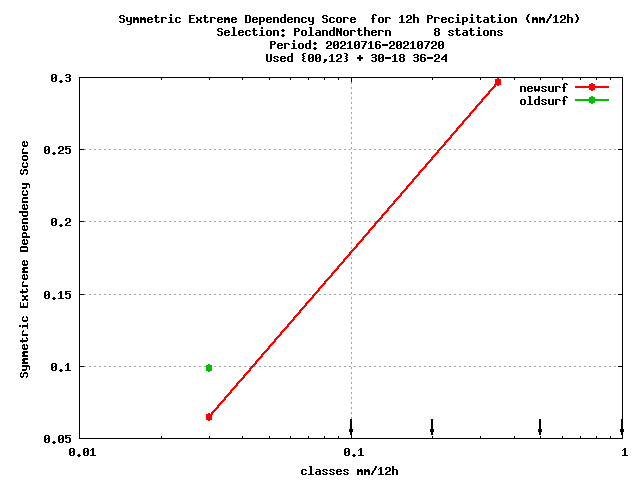 Symmetric Extreme Dependency Score  for 12h Precipitation (mm/12h)
Selection: PolandNorthern      8 stations
Period: 20210716-20210720
Used {00,12} + 30-18 36-24
newsurf
oldsurf
Symmetric Extreme Dependency Score
0.3
0.25
0.2
0.15
0.1
0.05
0.01 0.1 1
classes mm/12h